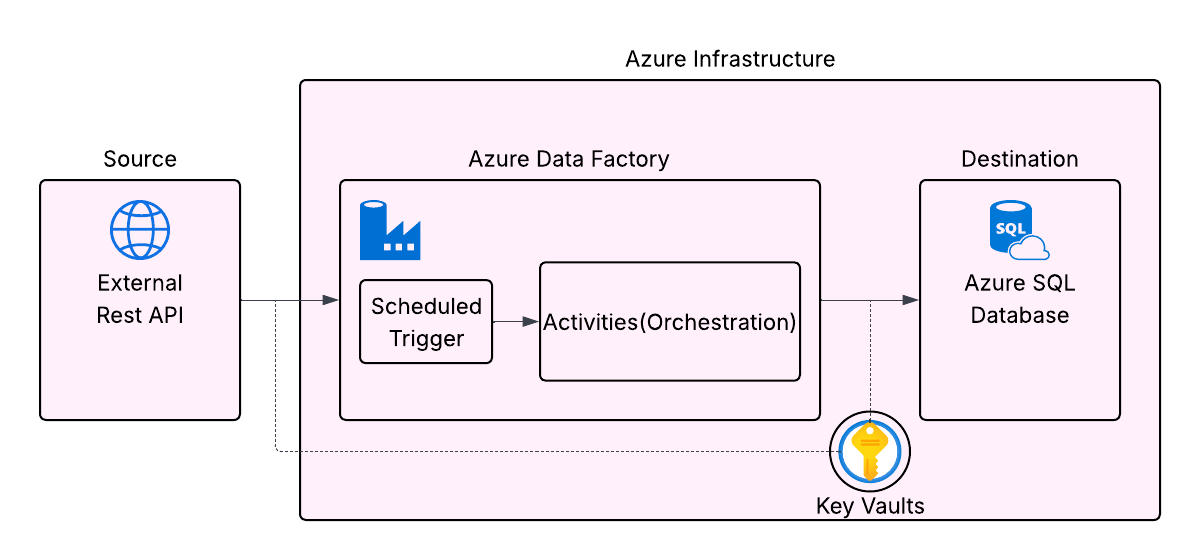 Azure Infrastructure
Source
Azure Data Factory
Destination
External
Rest API
Scheduled
Trigger
Activities(Orchestration)
SQL
Azure SQL
Database
Key Vaults